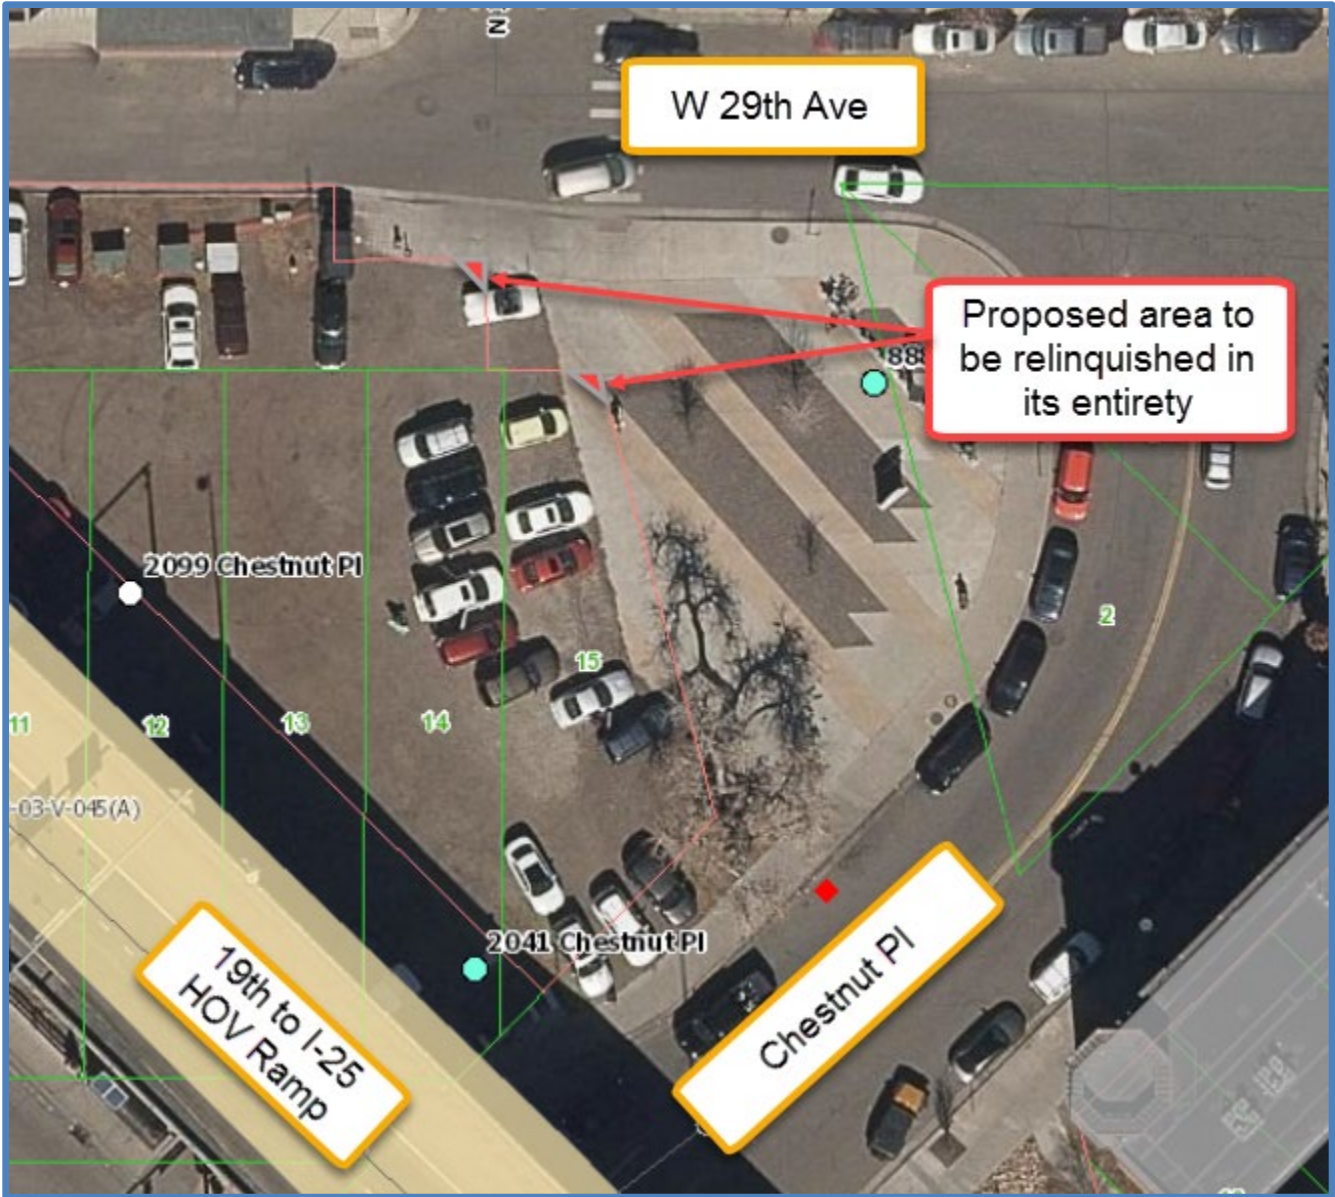 Z
W 29th Ave
Proposed area to
be relinquished in
its entirety
2099 Chestnut Pl
2
15
11
12
13
14
-03-V-045(A)
2041 Chestnut Pl
19th to I-25
HOV Ramp
Chestnut Pl